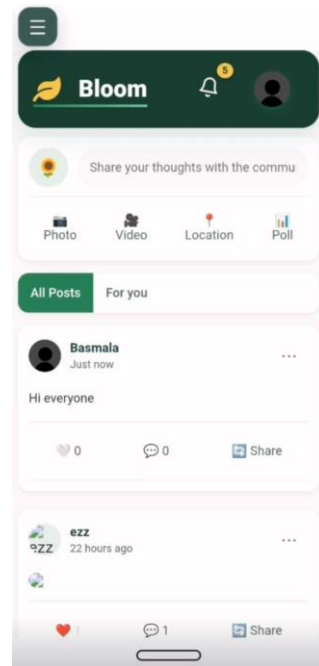 5
Bloom
Share your thoughts with the commu
Photo Video Location Poll
All Posts For you
Basmala
Just now
...
Hi everyone
0 0 Share
ezz
ezz
22 hours ago
...
1 1 Share